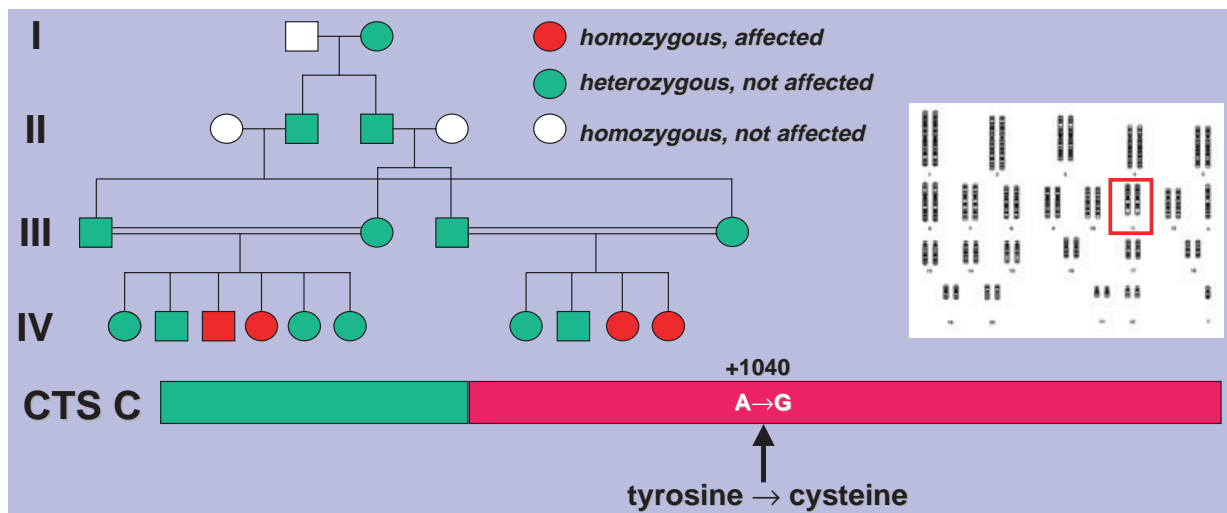 I
homozygous, affected
heterozygous, not affected
II
homozygous, not affected
III
IV
+1040
CTS C
A→G
tyrosine → cysteine